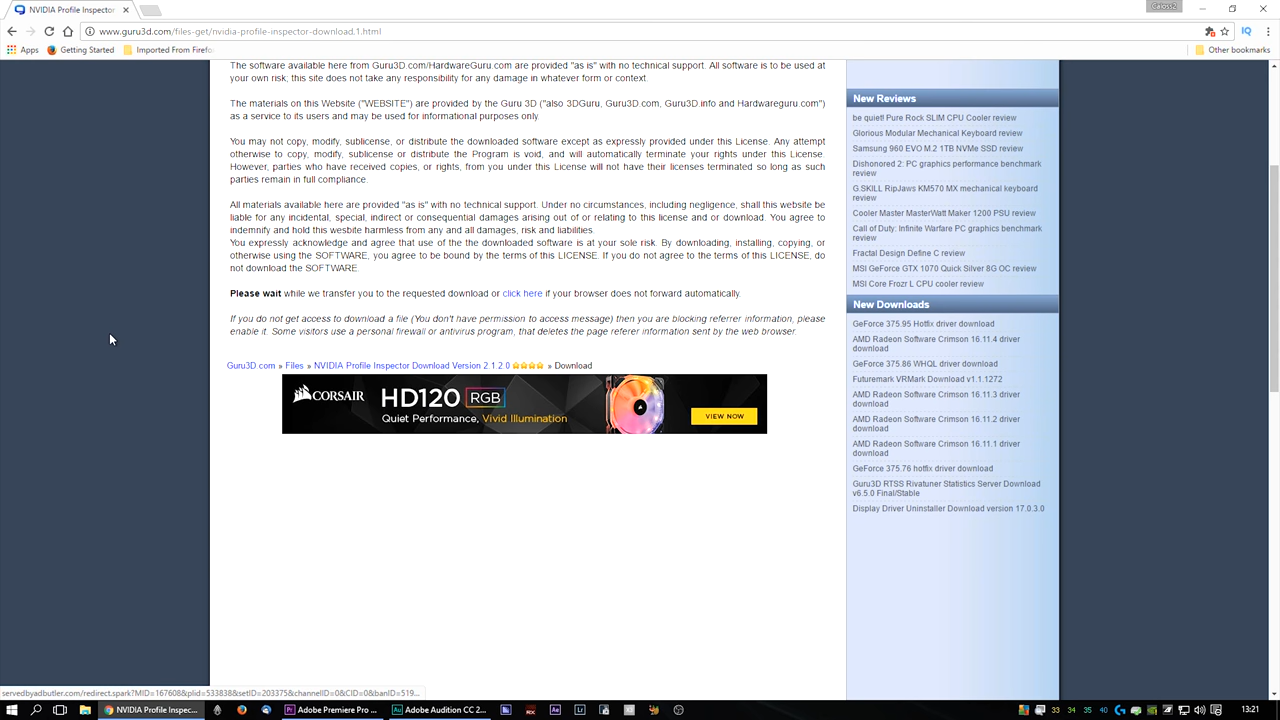 NVIDIA Profile Inspector
Caross2
www.guru3d.com/files-get/nvidia-profile-inspector-download,1.html
Apps
Getting Started
Imported From Firefo
Other bookmarks
The software available here from Guru3D.com/HardwareGuru.com are provided "as is" with no technical support. All software is to be used at
your own risk; this site does not take any responsibility for any damage in whatever form or context.
The materials on this Website ("WEBSITE") are provided by the Guru 3D ("also 3DGuru, Guru3D.com, Guru3D.info and Hardwareguru.com")
as a service to its users and may be used for informational purposes only.
You may not copy, modify, sublicense, or distribute the downloaded software except as expressly provided under this License. Any attempt
otherwise to copy, modify, sublicense or distribute the Program is void, and will automatically terminate your rights under this License.
However, parties who have received copies, or rights, from you under this License will not have their licenses terminated so long as such
parties remain in full compliance.
All materials available here are provided "as is" with no technical support. Under no circumstances, including negligence, shall this website be
liable for any incidental, special, indirect or consequential damages arising out of or relating to this license and or download. You agree to
indemnify and hold this wesbite harmless from any and all damages, risk and liabilities.
You expressly acknowledge and agree that use of the the downloaded software is at your sole risk. By downloading, installing, copying, or
otherwise using the SOFTWARE, you agree to be bound by the terms of this LICENSE. If you do not agree to the terms of this LICENSE, do
not download the SOFTWARE.
Please wait while we transfer you to the requested download or click here if your browser does not forward automatically.
If you do not get access to download a file (You don't have permission to access message) then you are blocking referrer information, please
enable it. Some visitors use a personal firewall or antivirus program, that deletes the page referer information sent by the web browser.
Guru3D.com » Files » NVIDIA Profile Inspector Download Version 2.1.2.0 » Download
CORSAIR
HD120 RGB
Quiet Performance, Vivid Illumination
VIEW NOW
New Reviews
be quiet! Pure Rock SLIM CPU Cooler review
Glorious Modular Mechanical Keyboard review
Samsung 960 EVO M.2 1TB NVMe SSD review
Dishonored 2: PC graphics performance benchmark
review
G.SKILL RipJaws KM570 MX mechanical keyboard
review
Cooler Master MasterWatt Maker 1200 PSU review
Call of Duty: Infinite Warfare PC graphics benchmark
review
Fractal Design Define C review
MSI GeForce GTX 1070 Quick Silver 8G OC review
MSI Core Frozr L CPU cooler review
New Downloads
GeForce 375.95 Hotfix driver download
AMD Radeon Software Crimson 16.11.4 driver
download
GeForce 375.86 WHQL driver download
Futuremark VRMark Download v1.1.1272
AMD Radeon Software Crimson 16.11.3 driver
download
AMD Radeon Software Crimson 16.11.2 driver
download
AMD Radeon Software Crimson 16.11.1 driver
download
GeForce 375.76 hotfix driver download
Guru3D RTSS Rivatuner Statistics Server Download
v6.5.0 Final/Stable
Display Driver Uninstaller Download version 17.0.3.0
servedbyadbutler.com/redirect.spark?MID=167608&plid=533838&setID=203375&channelID=0&CID=0&banID=519...
NVIDIA Profile Inspec...
Adobe Premiere Pro ...
Adobe Audition CC 2...
33 34 35 40
13:21